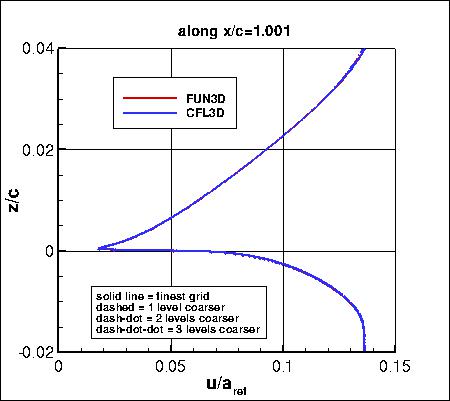 along x/c=1.001
0.04
0.02
0
-0.02
z/c
FUN3D
CFL3D
solid line = finest grid
dashed = 1 level coarser
dash-dot = 2 levels coarser
dash-dot-dot = 3 levels coarser
0 0.05 0.1 0.15
u/a_ref